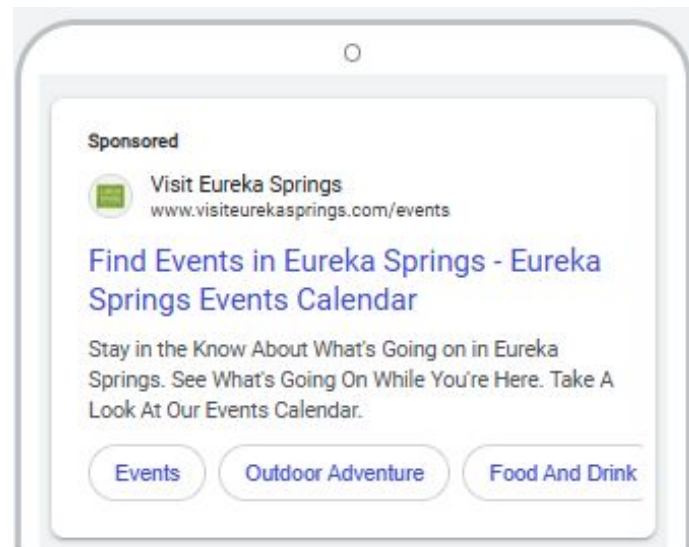 Sponsored
Visit Eureka Springs
www.visiteurekasprings.com/events
Find Events in Eureka Springs - Eureka
Springs Events Calendar
Stay in the Know About What's Going on in Eureka
Springs. See What's Going On While You're Here. Take A
Look At Our Events Calendar.
Events Outdoor Adventure Food And Drink